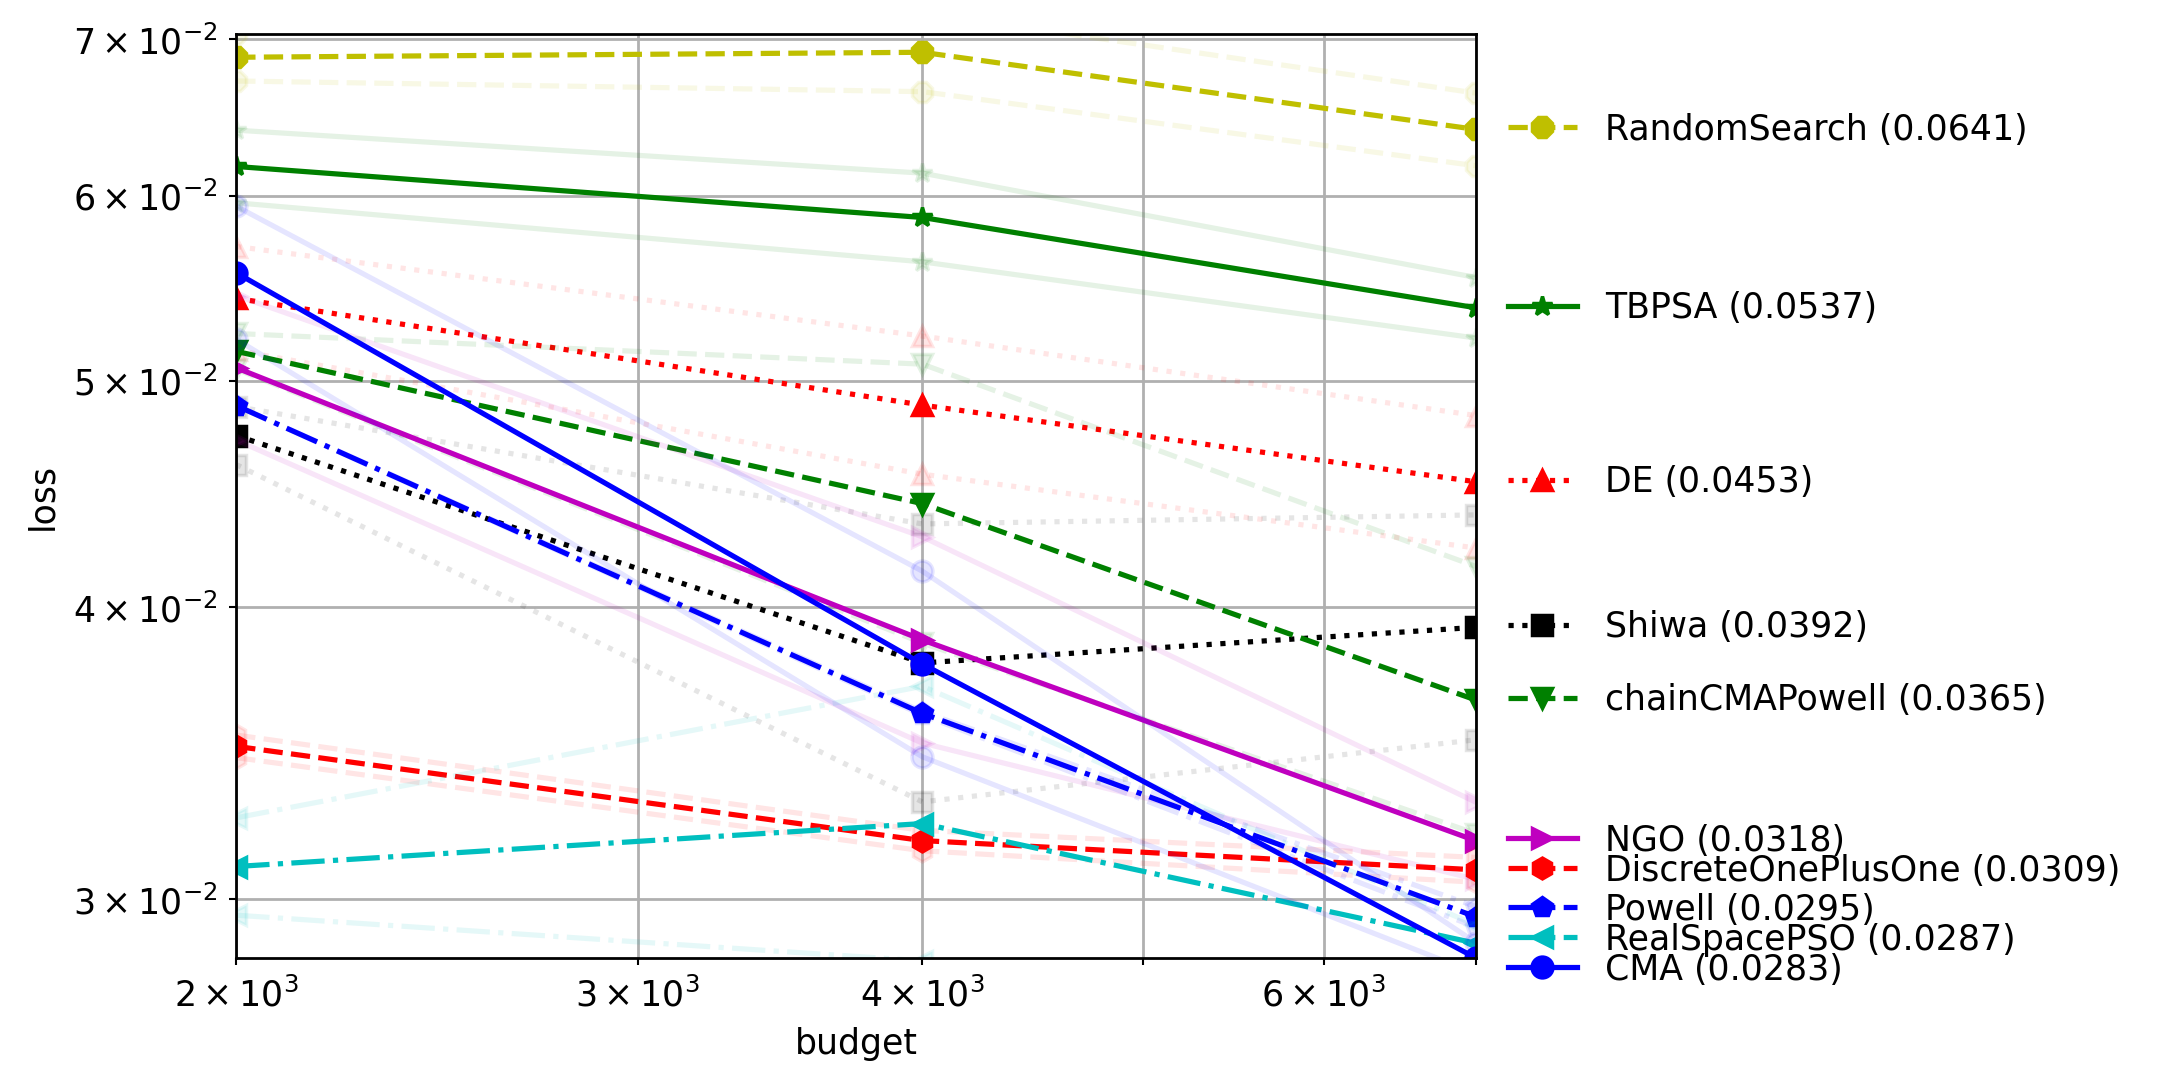 7 × 10⁻²
6 × 10⁻²
5 × 10⁻²
4 × 10⁻²
3 × 10⁻²
loss
2 × 10³
3 × 10³
4 × 10³
6 × 10³
budget
RandomSearch (0.0641)
TBPSA (0.0537)
DE (0.0453)
Shiwa (0.0392)
chainCMAPowell (0.0365)
NGO (0.0318)
DiscreteOnePlusOne (0.0309)
Powell (0.0295)
RealSpacePSO (0.0287)
CMA (0.0283)